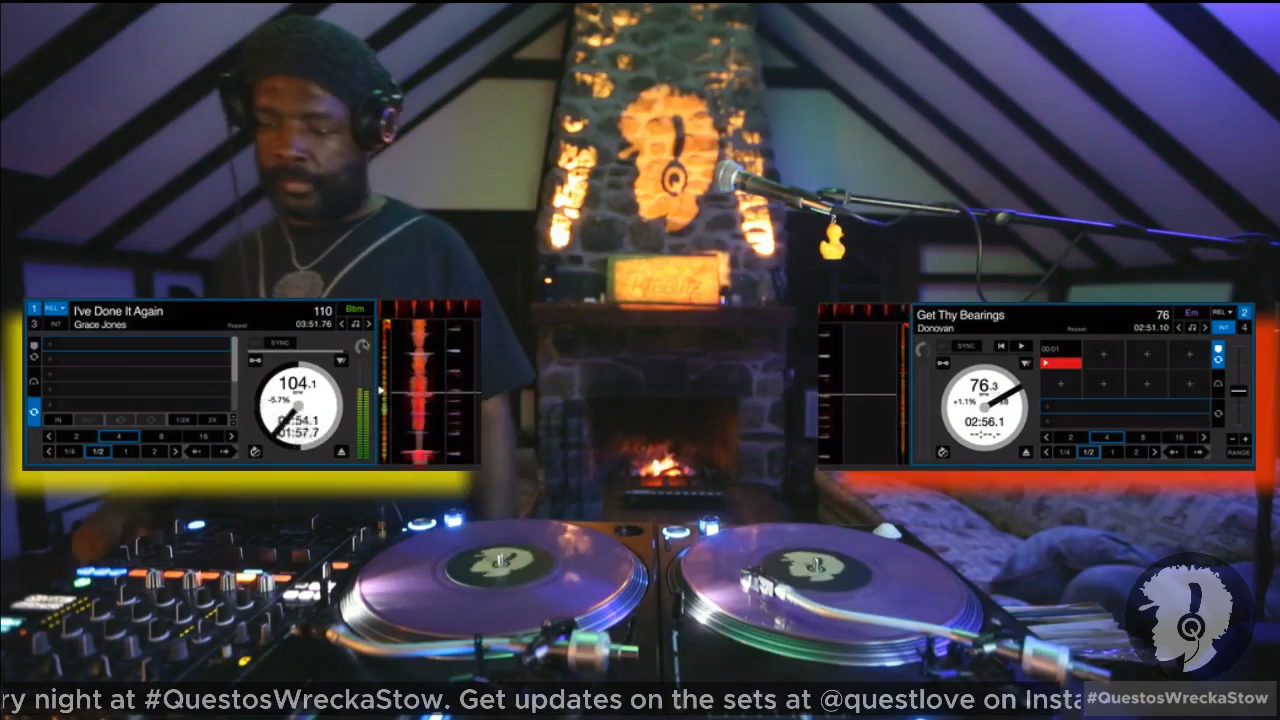 1 REL I've Done It Again 110 Bbm
3 INT Grace Jones Repeat 03:51.76
SYNC
104.1
-5.7%
01:57.7
IN 1/2X 2X
2 4 8 16
1/4 1/2 1 2
Get Thy Bearings 76 Em REL 2
Donovan Repeat 02:51.10 INT 4
SYNC
00:01
76.3
+1.1%
02:56.1
--:--.-
2 4 8 16
1/4 1/2 1 2
RANGE
Q
Q
ry night at #QuestosWreckaStow. Get updates on the sets at @questlove on Insta
#QuestosWreckaStow